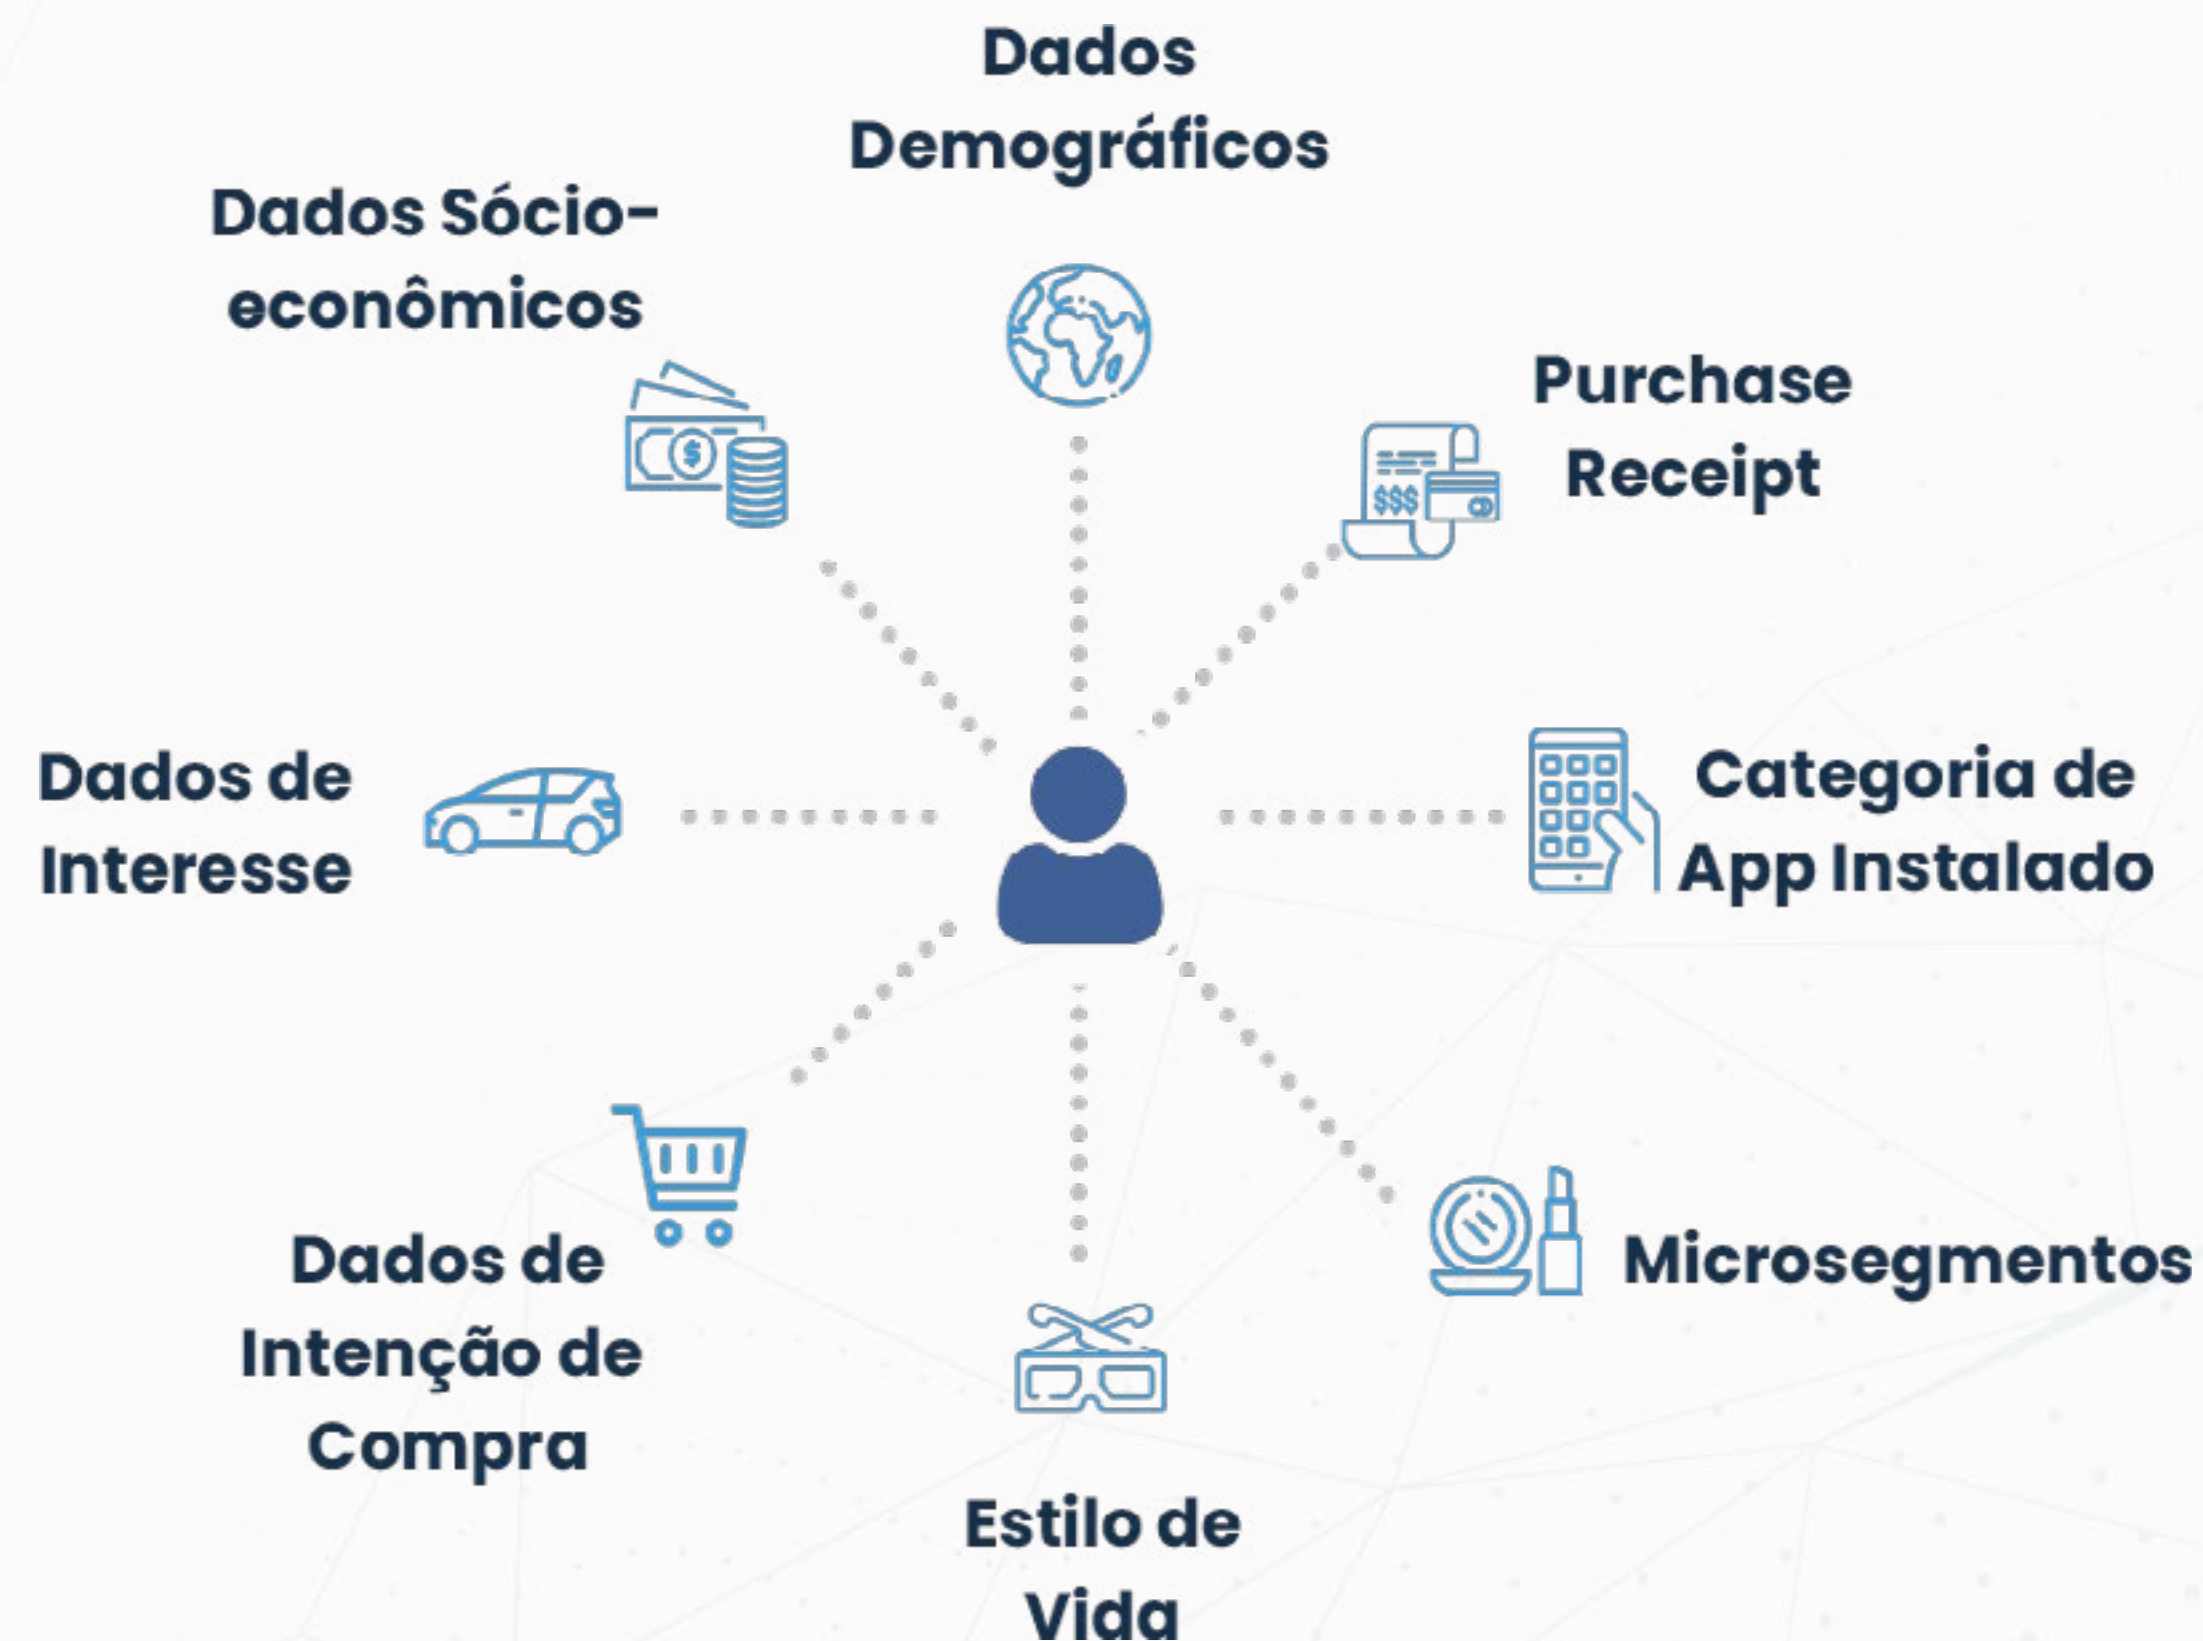 Dados
Demográficos
Dados Sócio-
econômicos
$
Purchase
Receipt
$$$
Dados de
Interesse
Categoria de
App Instalado
Dados de
Intenção de
Compra
Microsegmentos
Estilo de
Vida